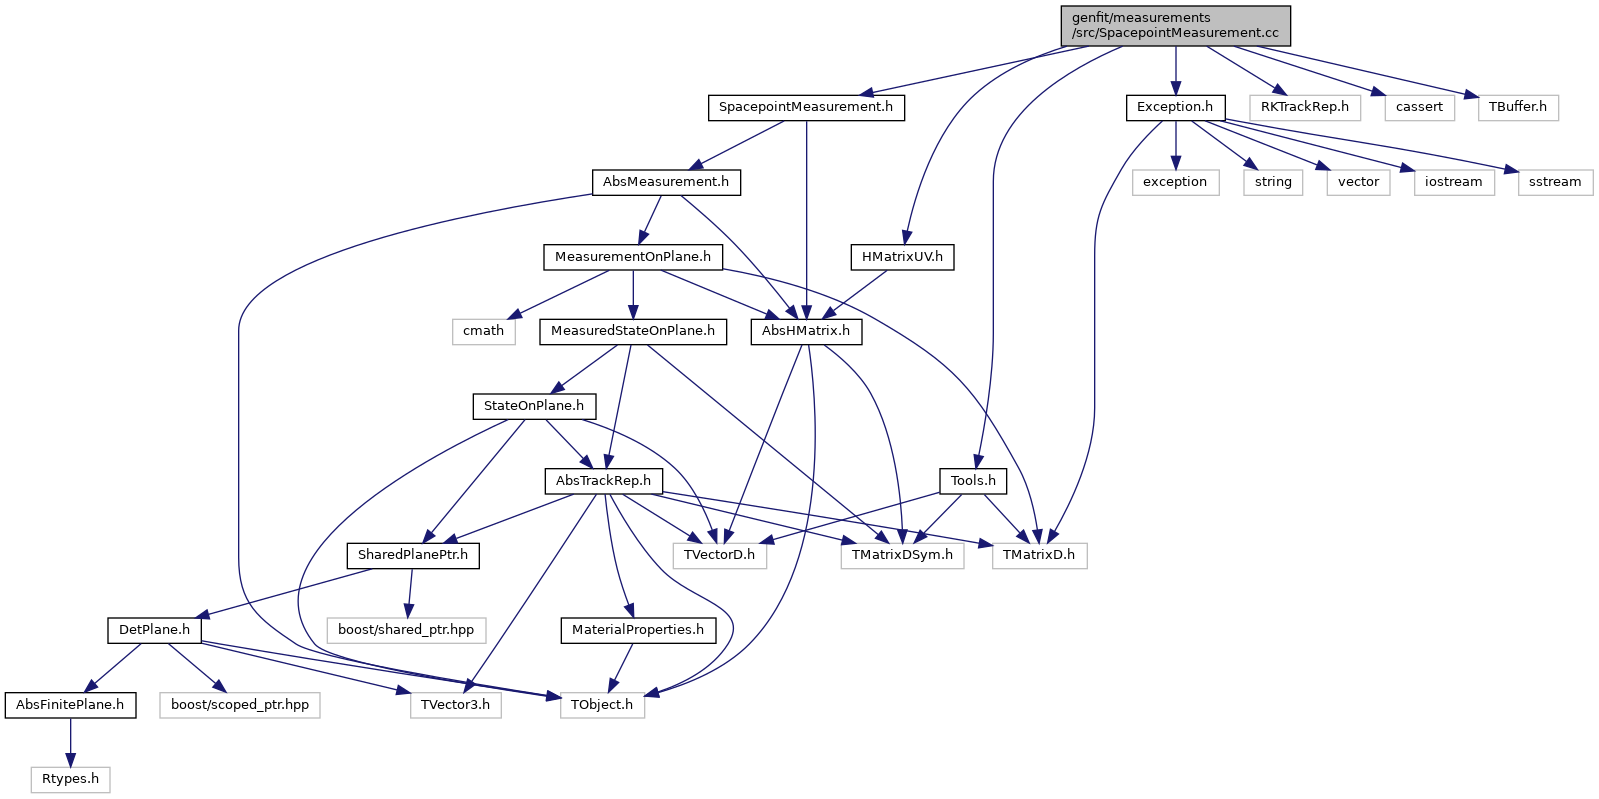 genfit/measurements
/src/SpacepointMeasurement.cc
SpacepointMeasurement.h
Exception.h
RKTrackRep.h
cassert
TBuffer.h
AbsMeasurement.h
exception
string
vector
iostream
sstream
MeasurementOnPlane.h
HMatrixUV.h
cmath
MeasuredStateOnPlane.h
AbsHMatrix.h
StateOnPlane.h
AbsTrackRep.h
Tools.h
SharedPlanePtr.h
TVectorD.h
TMatrixDSym.h
TMatrixD.h
DetPlane.h
boost/shared_ptr.hpp
MaterialProperties.h
AbsFinitePlane.h
boost/scoped_ptr.hpp
TVector3.h
TObject.h
Rtypes.h